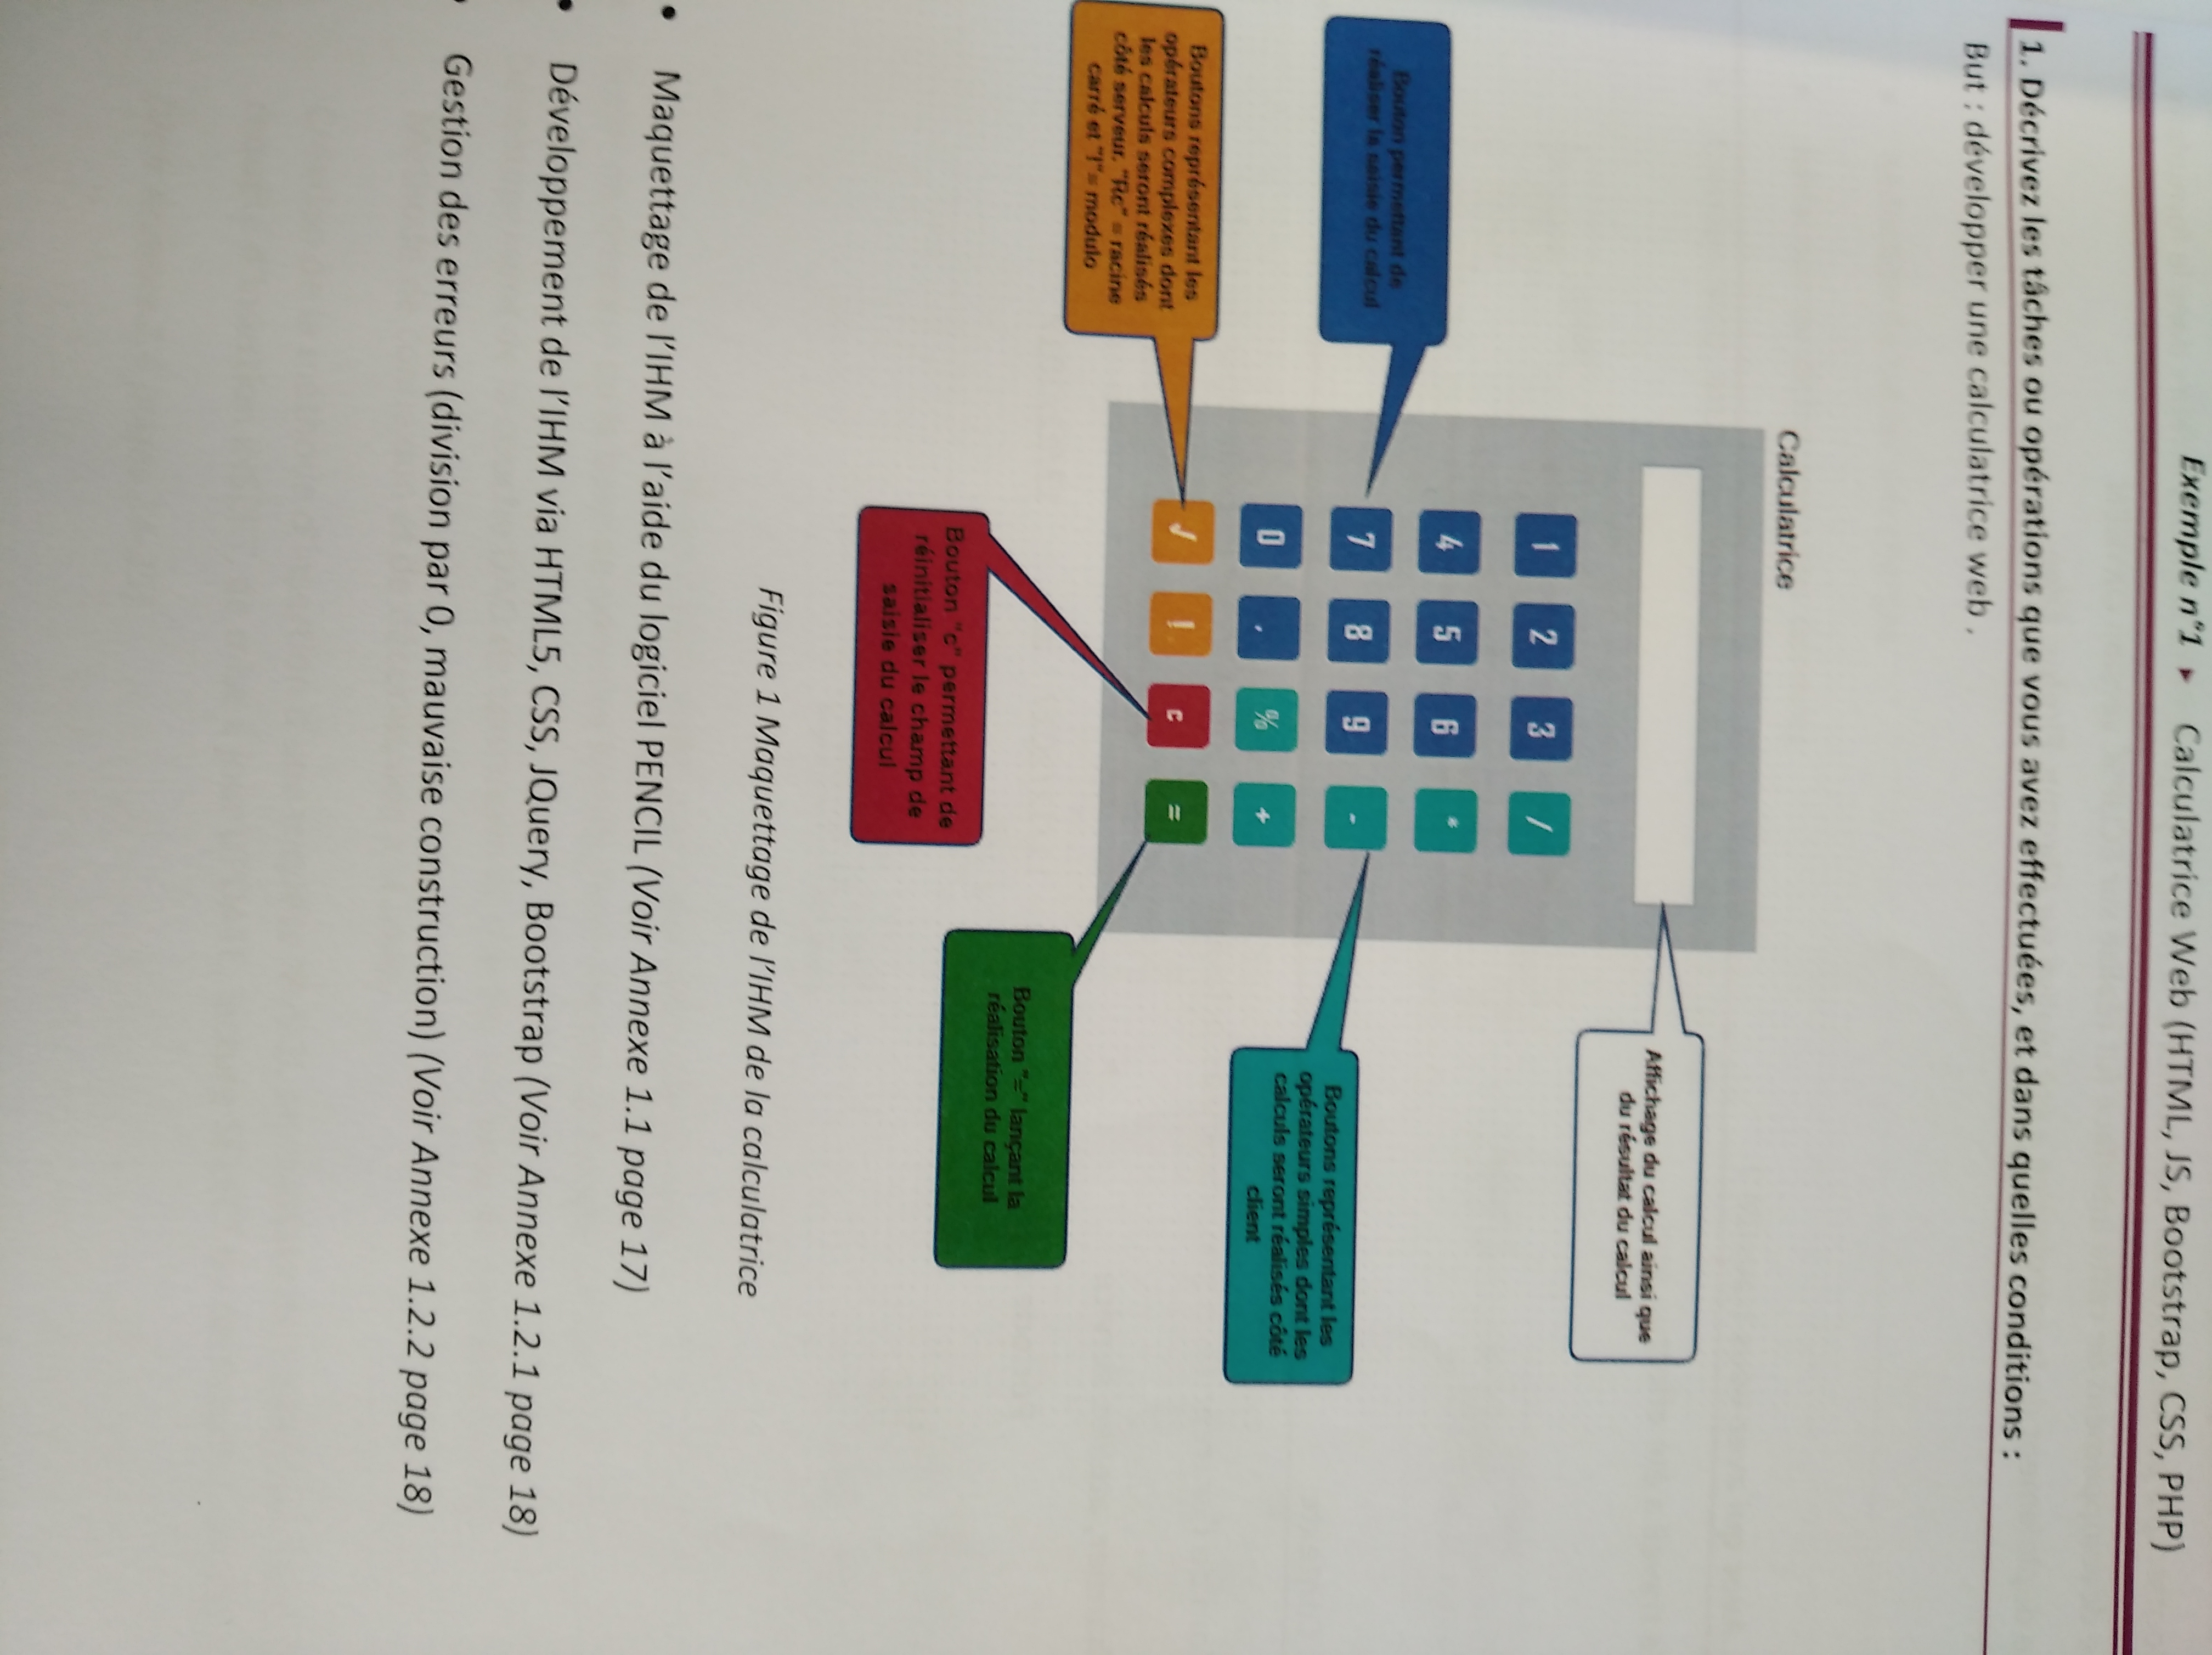 Exemple n°1 ▸ Calculatrice Web (HTML, JS, Bootstrap, CSS, PHP)
1. Décrivez les tâches ou opérations que vous avez effectuées, et dans quelles conditions :
But : développer une calculatrice web .
Calculatrice
Affichage du calcul ainsi que
du résultat du calcul
1 2 3 /
4 5 6 *
7 8 9 -
0 , % +
√ ! c =
Bouton permettant de
réaliser la saisie du calcul
Boutons représentant les
opérateurs complexes dont
les calculs seront réalisés
côté serveur. "Rc" = racine
carré et "!"= modulo
Boutons représentant les
opérateurs simples dont les
calculs seront réalisés côté
client
Bouton "c" permettant de
réinitialiser le champ de
saisie du calcul
Bouton "=" lançant la
réalisation du calcul
Figure 1 Maquettage de l'IHM de la calculatrice
• Maquettage de l'IHM à l'aide du logiciel PENCIL (Voir Annexe 1.1 page 17)
• Développement de l'IHM via HTML5, CSS, JQuery, Bootstrap (Voir Annexe 1.2.1 page 18)
• Gestion des erreurs (division par 0, mauvaise construction) (Voir Annexe 1.2.2 page 18)